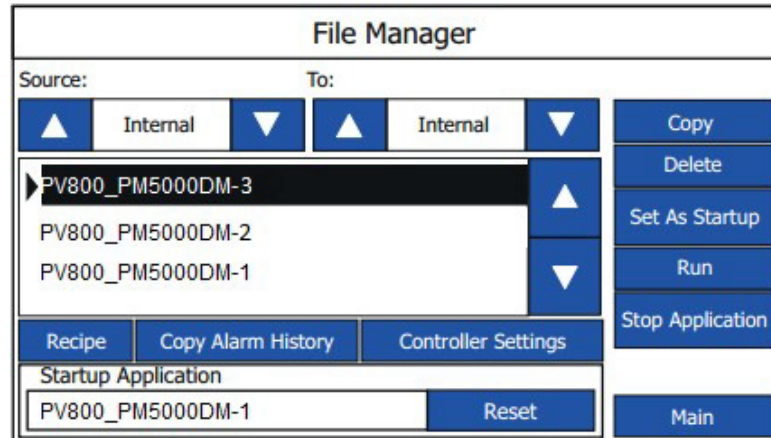 File Manager
Source: To:
Internal Internal
Copy
Delete
PV800_PM5000DM-3
Set As Startup
PV800_PM5000DM-2
PV800_PM5000DM-1
Run
Stop Application
Recipe Copy Alarm History Controller Settings
Startup Application
PV800_PM5000DM-1 Reset
Main